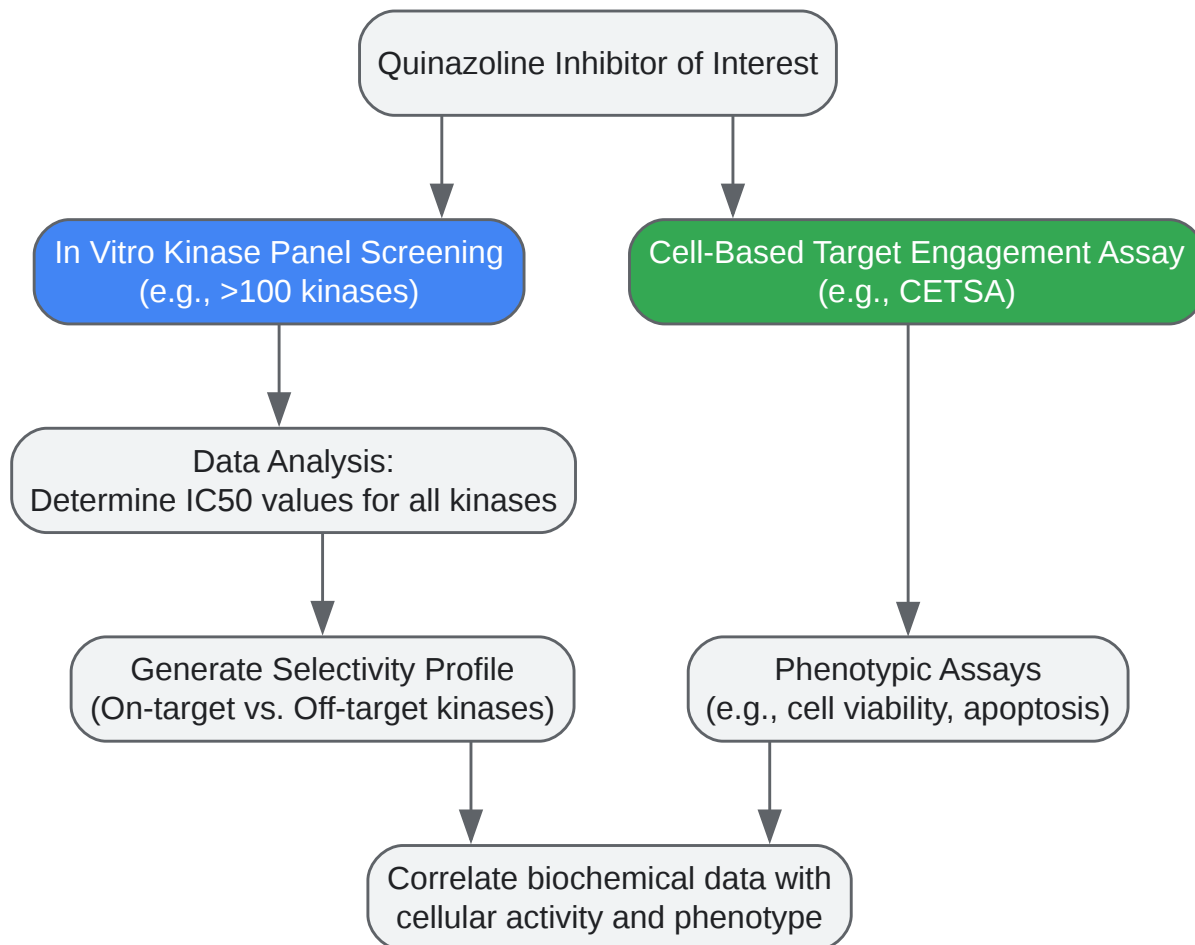 Quinazoline Inhibitor of Interest
In Vitro Kinase Panel Screening
(e.g., >100 kinases)
Cell-Based Target Engagement Assay
(e.g., CETSA)
Data Analysis:
Determine IC50 values for all kinases
Generate Selectivity Profile
(On-target vs. Off-target kinases)
Phenotypic Assays
(e.g., cell viability, apoptosis)
Correlate biochemical data with
cellular activity and phenotype